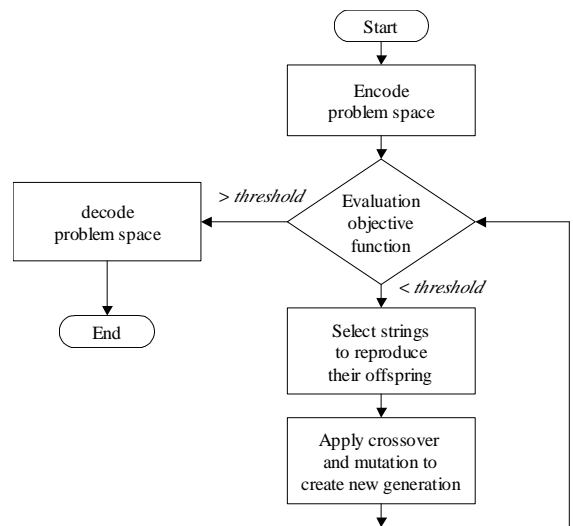 Start
Encode
problem space
> threshold
Evaluation
objective
function
decode
problem space
< threshold
End
Select strings
to reproduce
their offspring
Apply crossover
and mutation to
create new generation